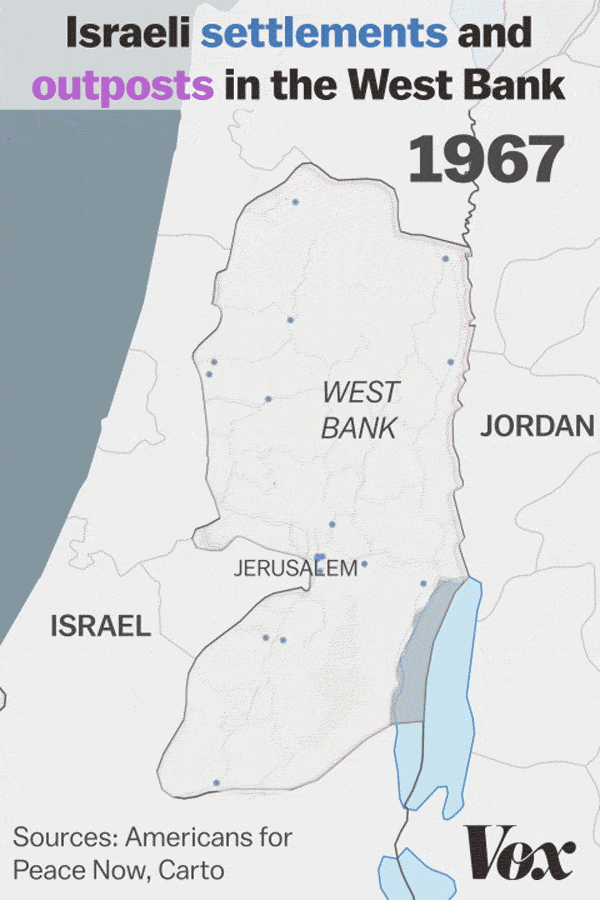 Israeli settlements and
outposts in the West Bank
1967
WEST
BANK
JORDAN
JERUSALEM
ISRAEL
Sources: Americans for
Peace Now, Carto
Vox